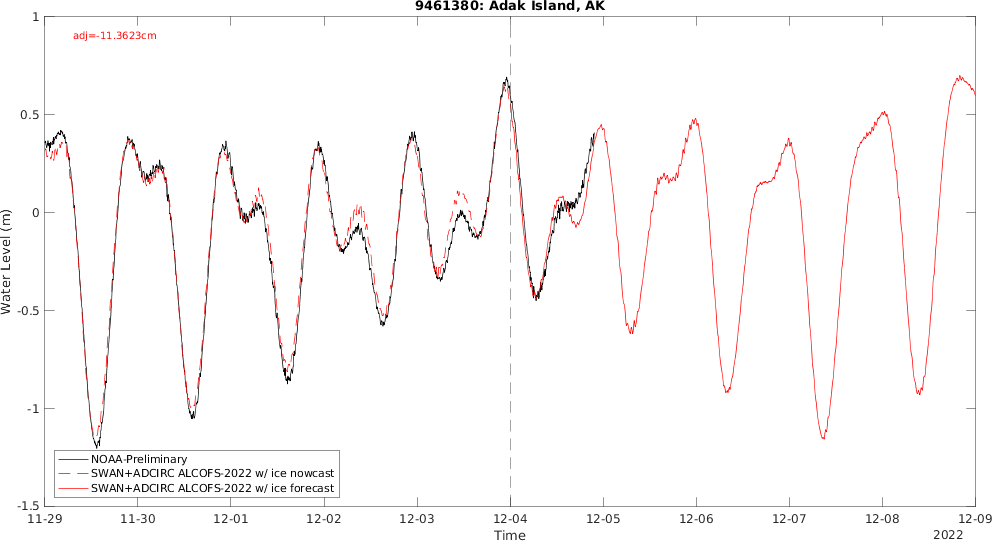 9461380: Adak Island, AK
adj=-11.3623cm
1
0.5
0
-0.5
-1
-1.5
Water Level (m)
NOAA-Preliminary
SWAN+ADCIRC ALCOFS-2022 w/ ice nowcast
SWAN+ADCIRC ALCOFS-2022 w/ ice forecast
11-29 11-30 12-01 12-02 12-03 12-04 12-05 12-06 12-07 12-08 12-09
Time
2022